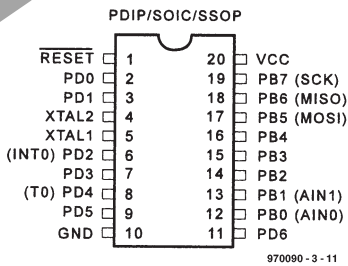 PDIP/SOIC/SSOP
RESET 1 20 VCC
PD0 2 19 PB7 (SCK)
PD1 3 18 PB6 (MISO)
XTAL2 4 17 PB5 (MOSI)
XTAL1 5 16 PB4
(INT0) PD2 6 15 PB3
PD3 7 14 PB2
(T0) PD4 8 13 PB1 (AIN1)
PD5 9 12 PB0 (AIN0)
GND 10 11 PD6
970090 - 3 - 11